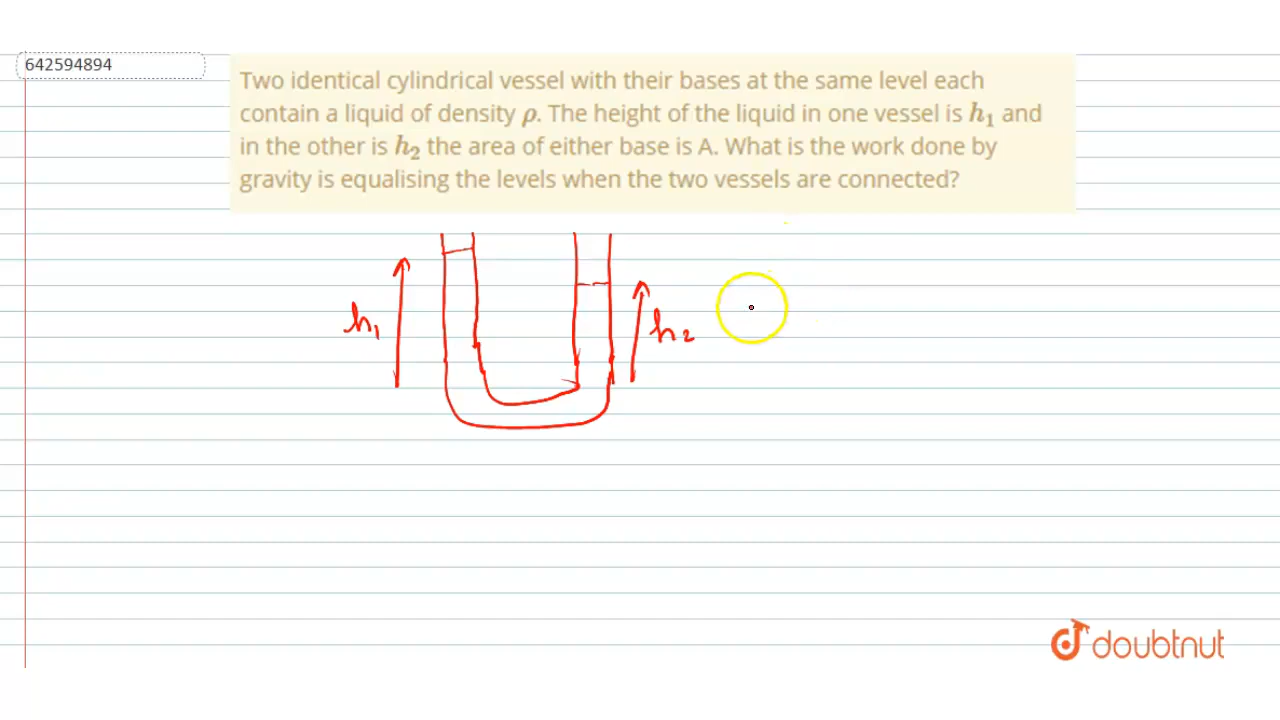 642594894
Two identical cylindrical vessel with their bases at the same level each
contain a liquid of density ρ. The height of the liquid in one vessel is h₁ and
in the other is h₂ the area of either base is A. What is the work done by
gravity is equalising the levels when the two vessels are connected?
h₁
h₂
doubtnut